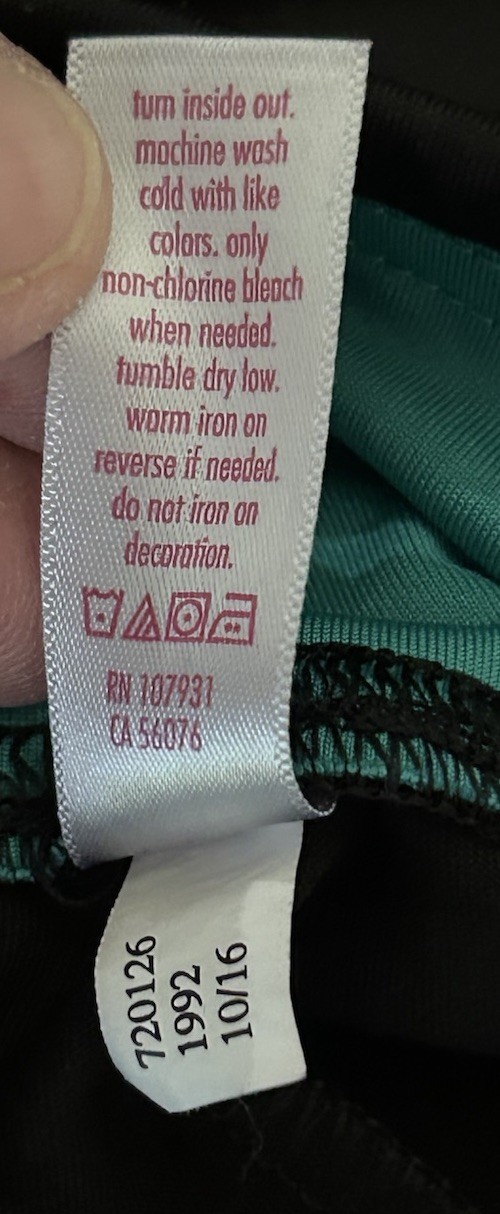 turn inside out.
machine wash
cold with like
colors. only
non-chlorine bleach
when needed.
tumble dry low.
warm iron on
reverse if needed.
do not iron on
decoration.
RN 107931
CA 56076
720126
1992
10/16